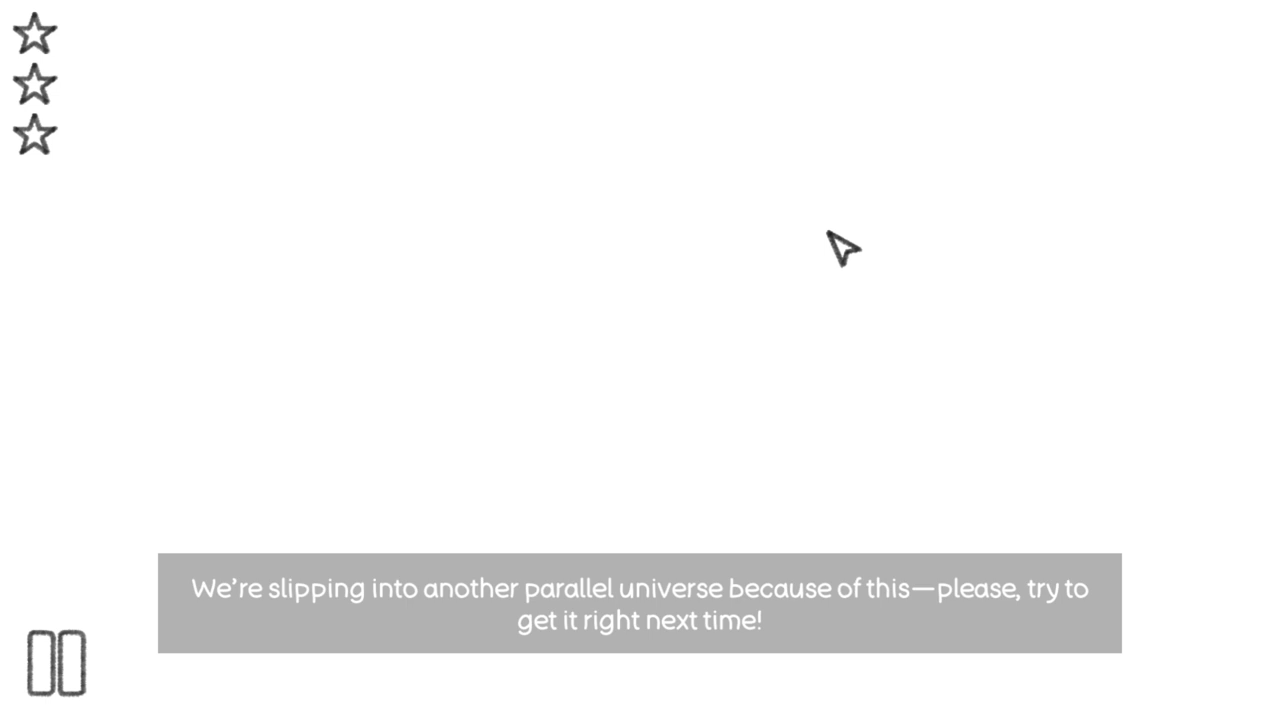 We’re slipping into another parallel universe because of this—please, try to
get it right next time!